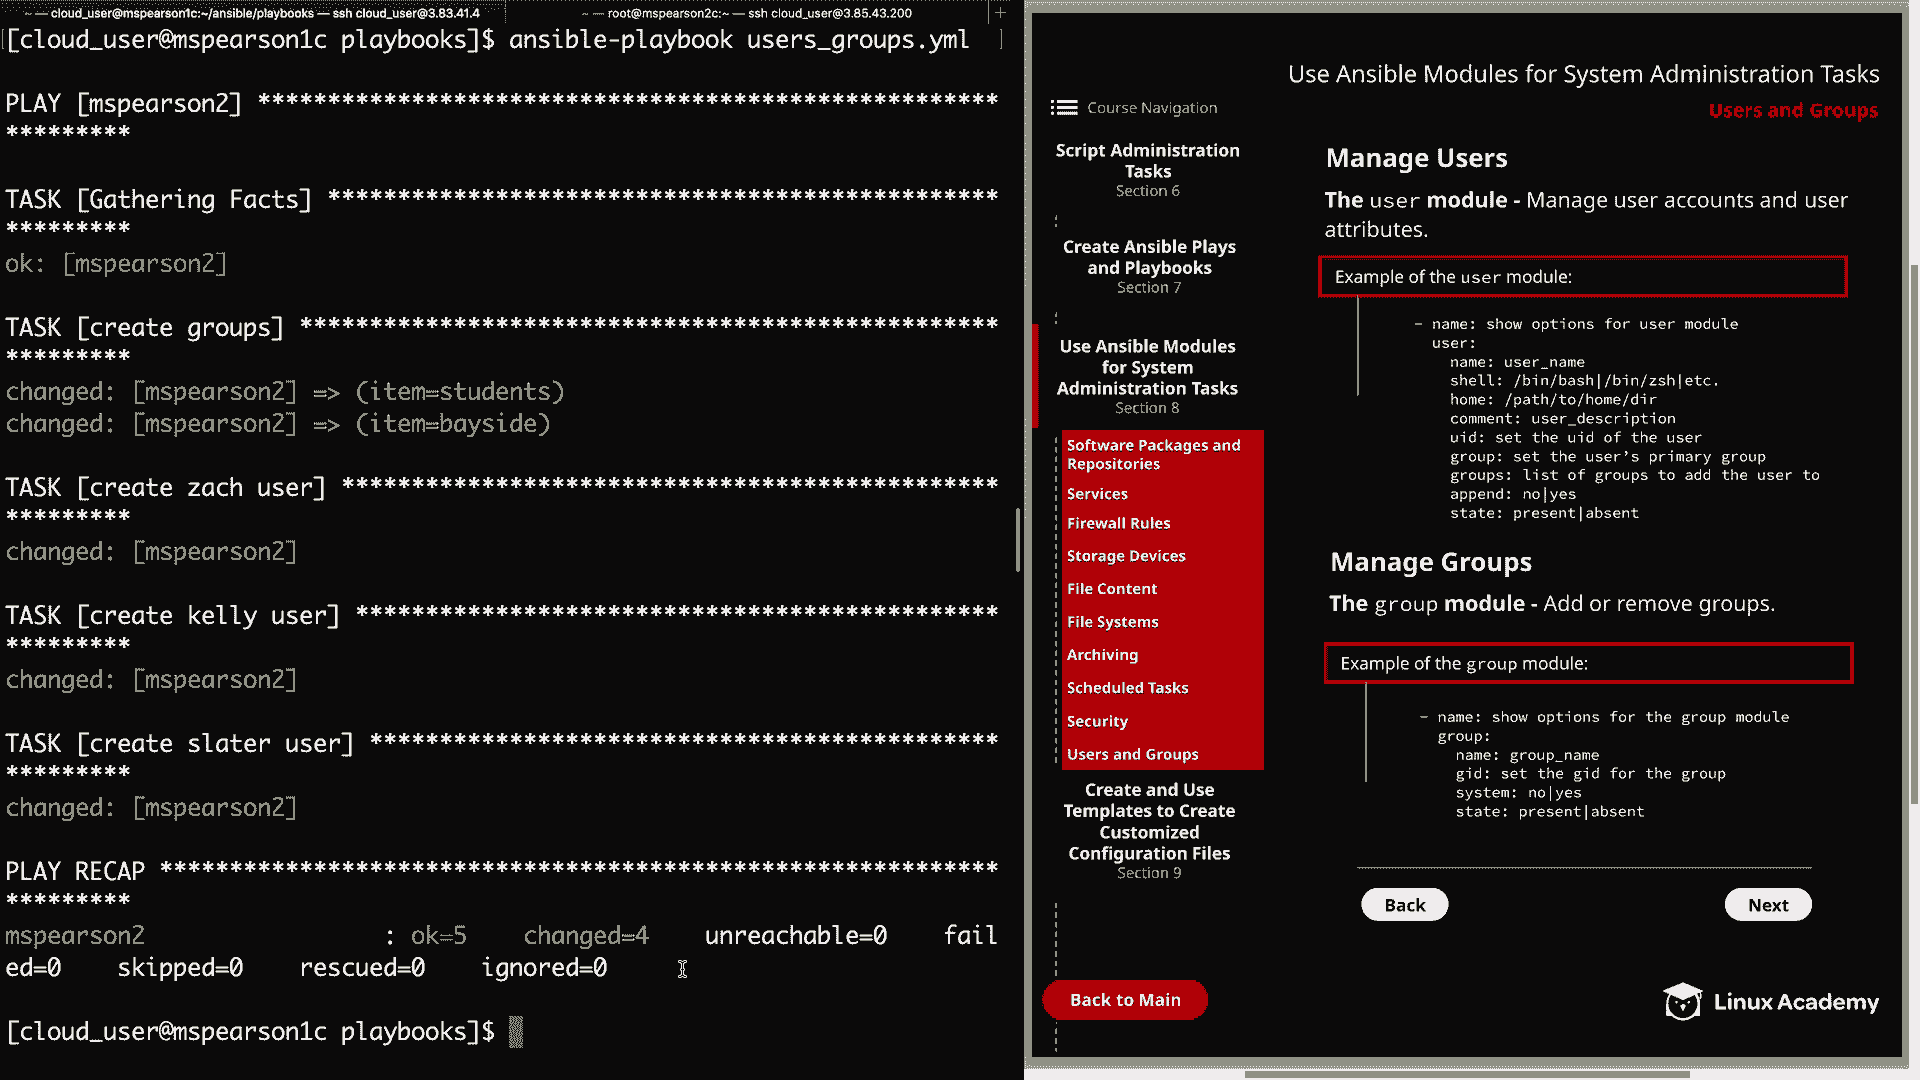 ~ — cloud_user@mspearson1c:~/ansible/playbooks — ssh cloud_user@3.83.41.4
~ — root@mspearson2c:~ — ssh cloud_user@3.85.43.200
+
[cloud_user@mspearson1c playbooks]$ ansible-playbook users_groups.yml ]
PLAY [mspearson2] *****************************************************
*********
TASK [Gathering Facts] ************************************************
*********
ok: [mspearson2]
TASK [create groups] **************************************************
*********
changed: [mspearson2] => (item=students)
changed: [mspearson2] => (item=bayside)
TASK [create zach user] ***********************************************
*********
changed: [mspearson2]
TASK [create kelly user] **********************************************
*********
changed: [mspearson2]
TASK [create slater user] *********************************************
*********
changed: [mspearson2]
PLAY RECAP ************************************************************
*********
mspearson2                 : ok=5    changed=4    unreachable=0    fail
ed=0    skipped=0    rescued=0    ignored=0
[cloud_user@mspearson1c playbooks]$
Use Ansible Modules for System Administration Tasks
Users and Groups
Course Navigation
Script Administration
Tasks
Section 6
Create Ansible Plays
and Playbooks
Section 7
Use Ansible Modules
for System
Administration Tasks
Section 8
Software Packages and
Repositories
Services
Firewall Rules
Storage Devices
File Content
File Systems
Archiving
Scheduled Tasks
Security
Users and Groups
Create and Use
Templates to Create
Customized
Configuration Files
Section 9
Back to Main
Manage Users
The user module - Manage user accounts and user
attributes.
Example of the user module:
- name: show options for user module
user:
name: user_name
shell: /bin/bash|/bin/zsh|etc.
home: /path/to/home/dir
comment: user_description
uid: set the uid of the user
group: set the user’s primary group
groups: list of groups to add the user to
append: no|yes
state: present|absent
Manage Groups
The group module - Add or remove groups.
Example of the group module:
- name: show options for the group module
group:
name: group_name
gid: set the gid for the group
system: no|yes
state: present|absent
Back
Next
Linux Academy